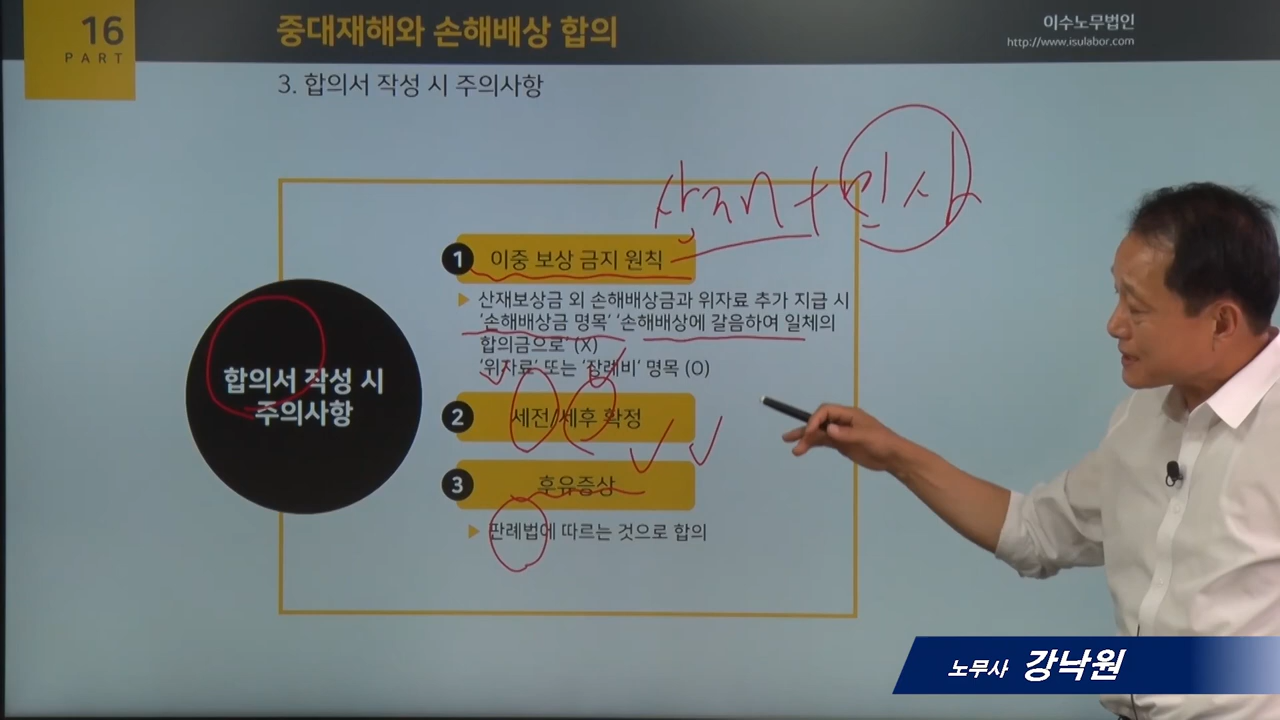 16
PART
중대재해와 손해배상 합의
이수노무법인
http://www.isulabor.com
3. 합의서 작성 시 주의사항
산재+민사
합의서 작성 시
주의사항
1 이중 보상 금지 원칙
▶ 산재보상금 외 손해배상금과 위자료 추가 지급 시
'손해배상금 명목' '손해배상에 갈음하여 일체의
합의금으로' (X)
'위자료' 또는 '장례비' 명목 (O)
2 세전/세후 확정
3 후유증상
▶ 판례법에 따르는 것으로 합의
노무사 강낙원